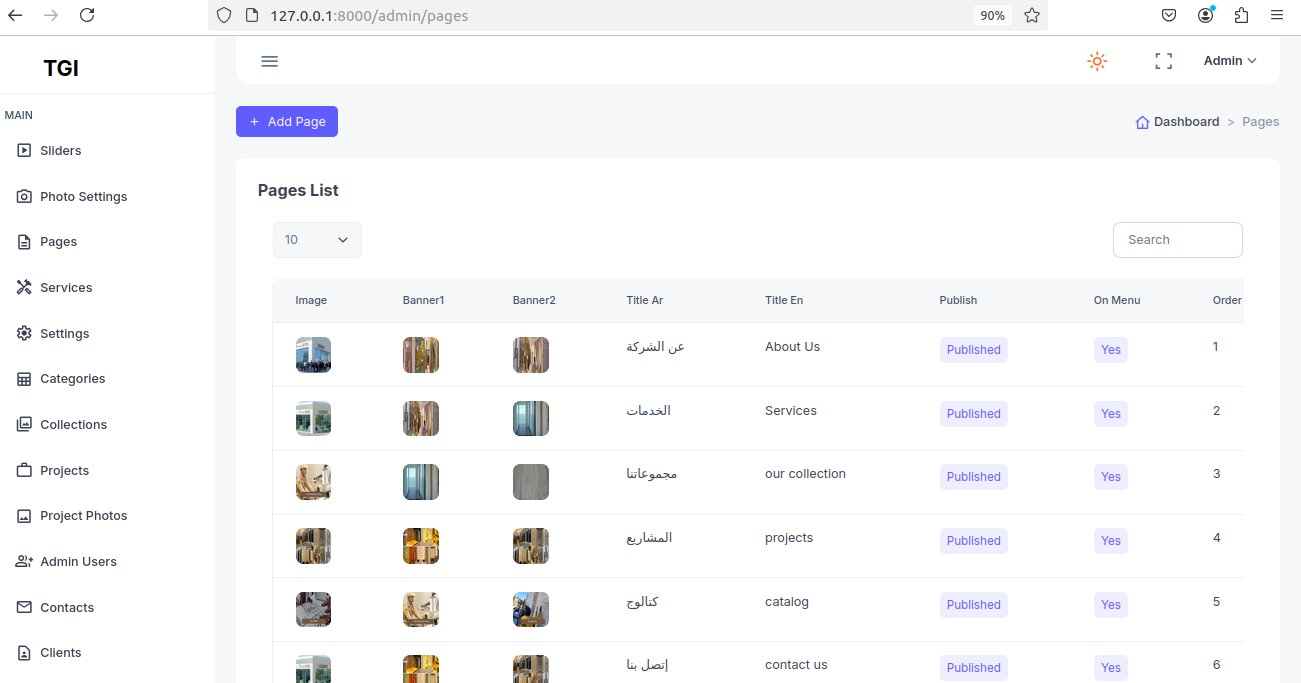 127.0.0.1:8000/admin/pages
90%
TGI
Admin
MAIN
Sliders
Photo Settings
Pages
Services
Settings
Categories
Collections
Projects
Project Photos
Admin Users
Contacts
Clients
+ Add Page
Dashboard > Pages
Pages List
10
Search
Image Banner1 Banner2 Title Ar Title En Publish On Menu Order
عن الشركة About Us Published Yes 1
الخدمات Services Published Yes 2
مجموعاتنا our collection Published Yes 3
المشاريع projects Published Yes 4
كتالوج catalog Published Yes 5
إتصل بنا contact us Published Yes 6